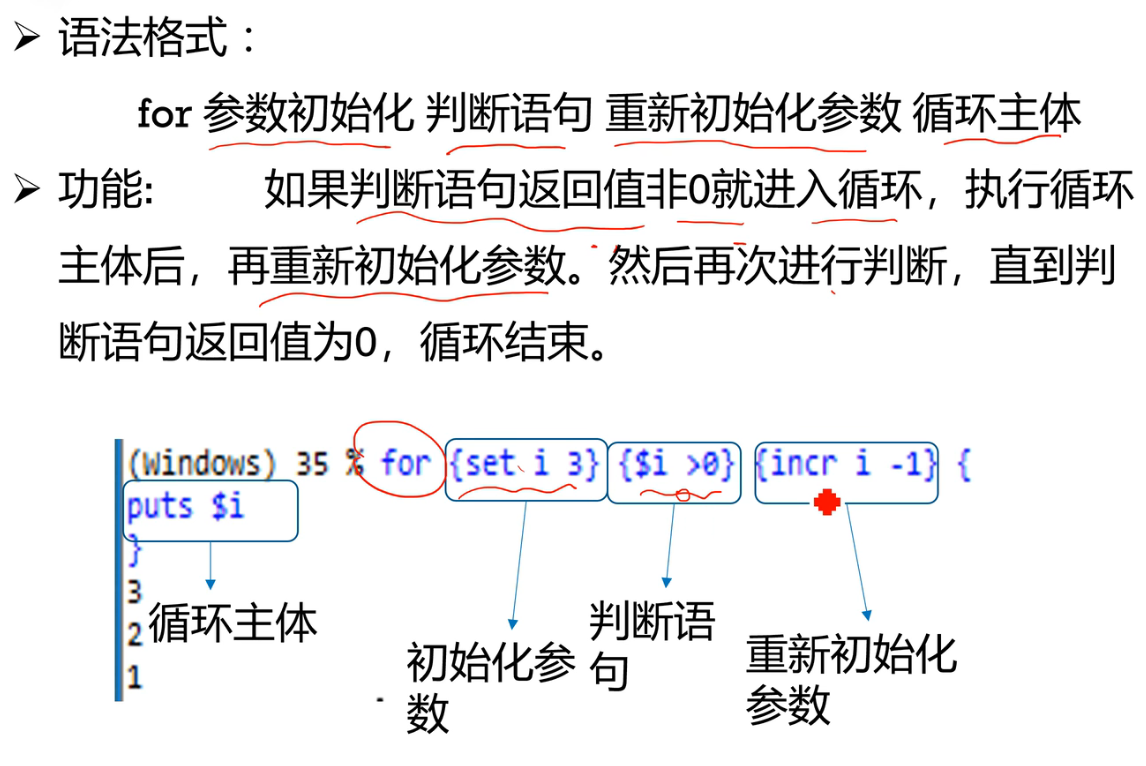 ➢ 语法格式：
for 参数初始化 判断语句 重新初始化参数 循环主体
➢ 功能: 如果判断语句返回值非0就进入循环，执行循环
主体后，再重新初始化参数。然后再次进行判断，直到判
断语句返回值为0，循环结束。
(Windows) 35 % for {set i 3} {$i >0} {incr i -1} {
puts $i
}
3
2
1
循环主体
初始化参
数
判断语
句
重新初始化
参数